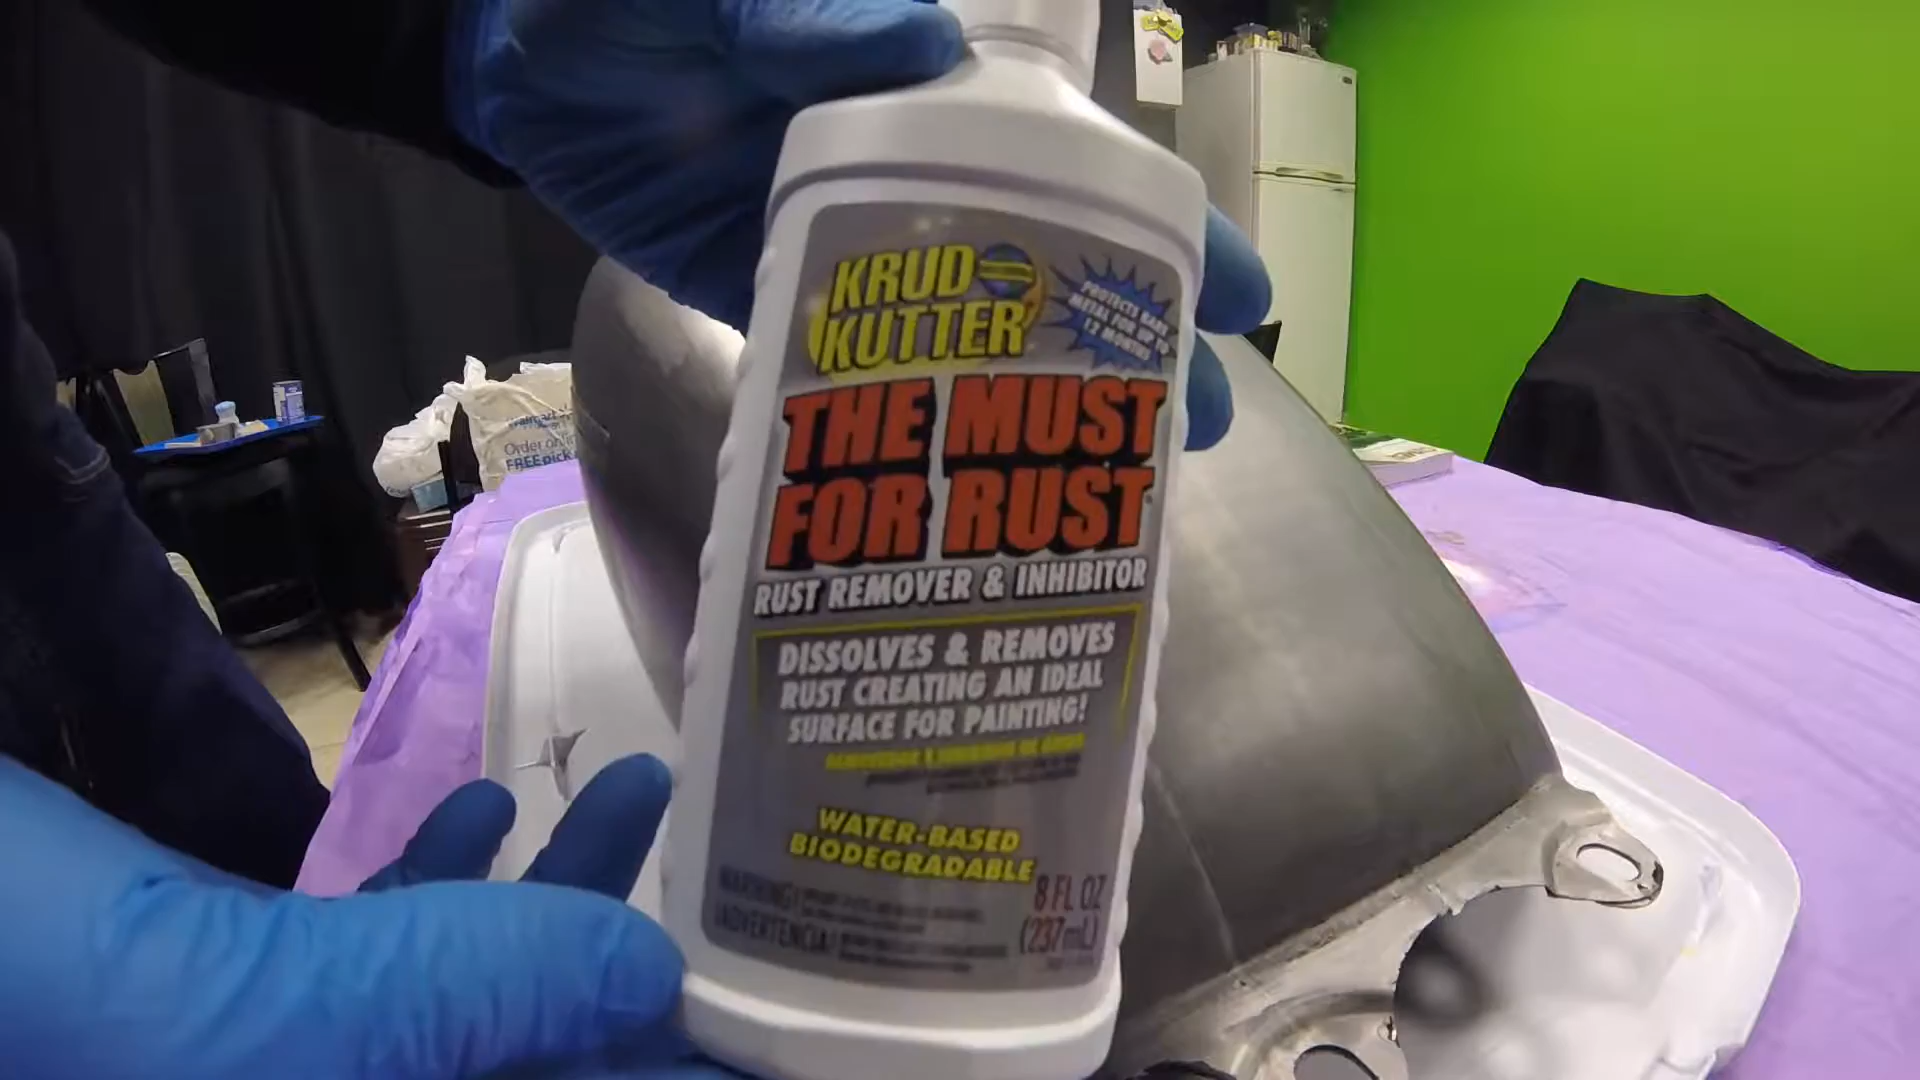 KRUD
KUTTER
PROTECTS BARE
METAL FOR UP TO
12 MONTHS
THE MUST
FOR RUST
RUST REMOVER & INHIBITOR
DISSOLVES & REMOVES
RUST CREATING AN IDEAL
SURFACE FOR PAINTING!
WATER-BASED
BIODEGRADABLE
WARNING!
¡ADVERTENCIA!
8 FL OZ
(237mL)
Walmart
Order onli
FREE pick